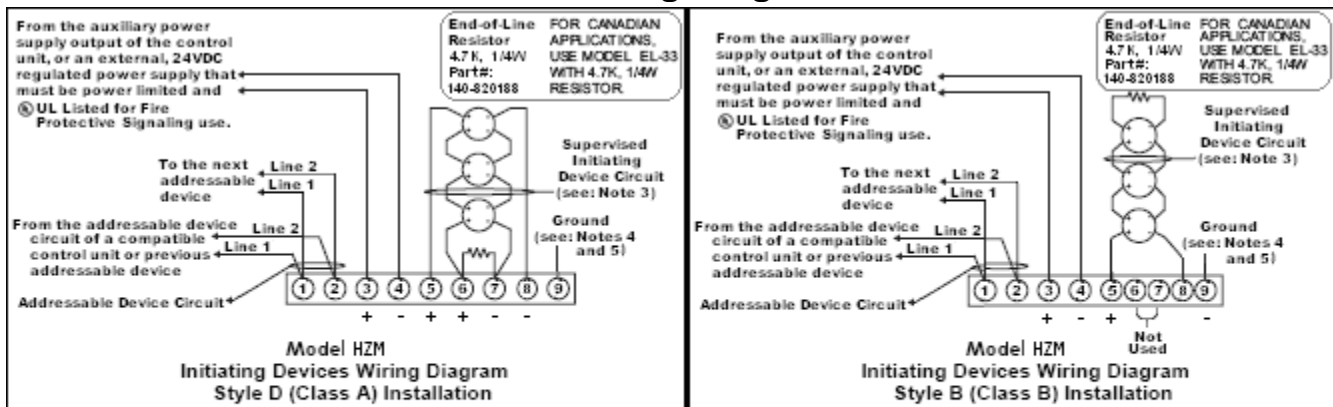 From the auxiliary power
supply output of the control
unit, or an external, 24VDC
regulated power supply that
must be power limited and
UL Listed for Fire
Protective Signaling use.
End-of-Line
Resistor
4.7 K, 1/4W
Part#:
140-820188
FOR CANADIAN
APPLICATIONS,
USE MODEL EL-33
WITH 4.7K, 1/4W
RESISTOR.
Supervised
Initiating
Device Circuit
(see: Note 3)
To the next
addressable
device
Line 2
Line 1
From the addressable device
circuit of a compatible
control unit or previous
addressable device
Line 2
Line 1
Ground
(see: Notes 4
and 5)
Addressable Device Circuit
1 2 3 4 5 6 7 8 9
+ - + + - -
Model HZM
Initiating Devices Wiring Diagram
Style D (Class A) Installation
From the auxiliary power
supply output of the control
unit, or an external, 24VDC
regulated power supply that
must be power limited and
UL Listed for Fire
Protective Signaling use.
End-of-Line
Resistor
4.7 K, 1/4W
Part#:
140-820188
FOR CANADIAN
APPLICATIONS,
USE MODEL EL-33
WITH 4.7K, 1/4W
RESISTOR.
Supervised
Initiating
Device Circuit
(see: Note 3)
To the next
addressable
device
Line 2
Line 1
From the addressable device
circuit of a compatible
control unit or previous
addressable device
Line 2
Line 1
Ground
(see: Notes 4
and 5)
Addressable Device Circuit
1 2 3 4 5 6 7 8 9
+ - + -
Not
Used
Model HZM
Initiating Devices Wiring Diagram
Style B (Class B) Installation